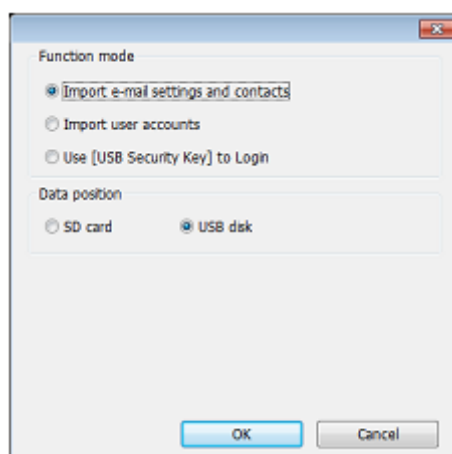 Function mode
Import e-mail settings and contacts
Import user accounts
Use [USB Security Key] to Login
Data position
SD card USB disk
OK Cancel